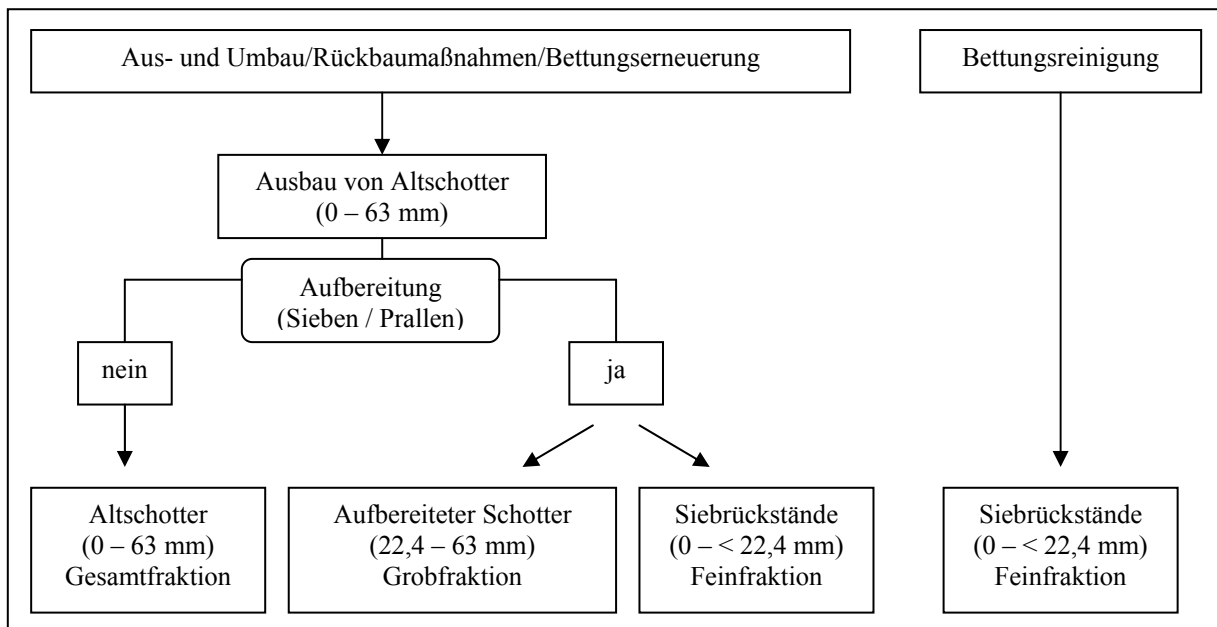 Aus- und Umbau/Rückbaumaßnahmen/Bettungserneuerung
Bettungsreinigung
Ausbau von Altschotter
(0 – 63 mm)
Aufbereitung
(Sieben / Prallen)
nein
ja
Altschotter
(0 – 63 mm)
Gesamtfraktion
Aufbereiteter Schotter
(22,4 – 63 mm)
Grobfraktion
Siebrückstände
(0 – < 22,4 mm)
Feinfraktion
Siebrückstände
(0 – < 22,4 mm)
Feinfraktion